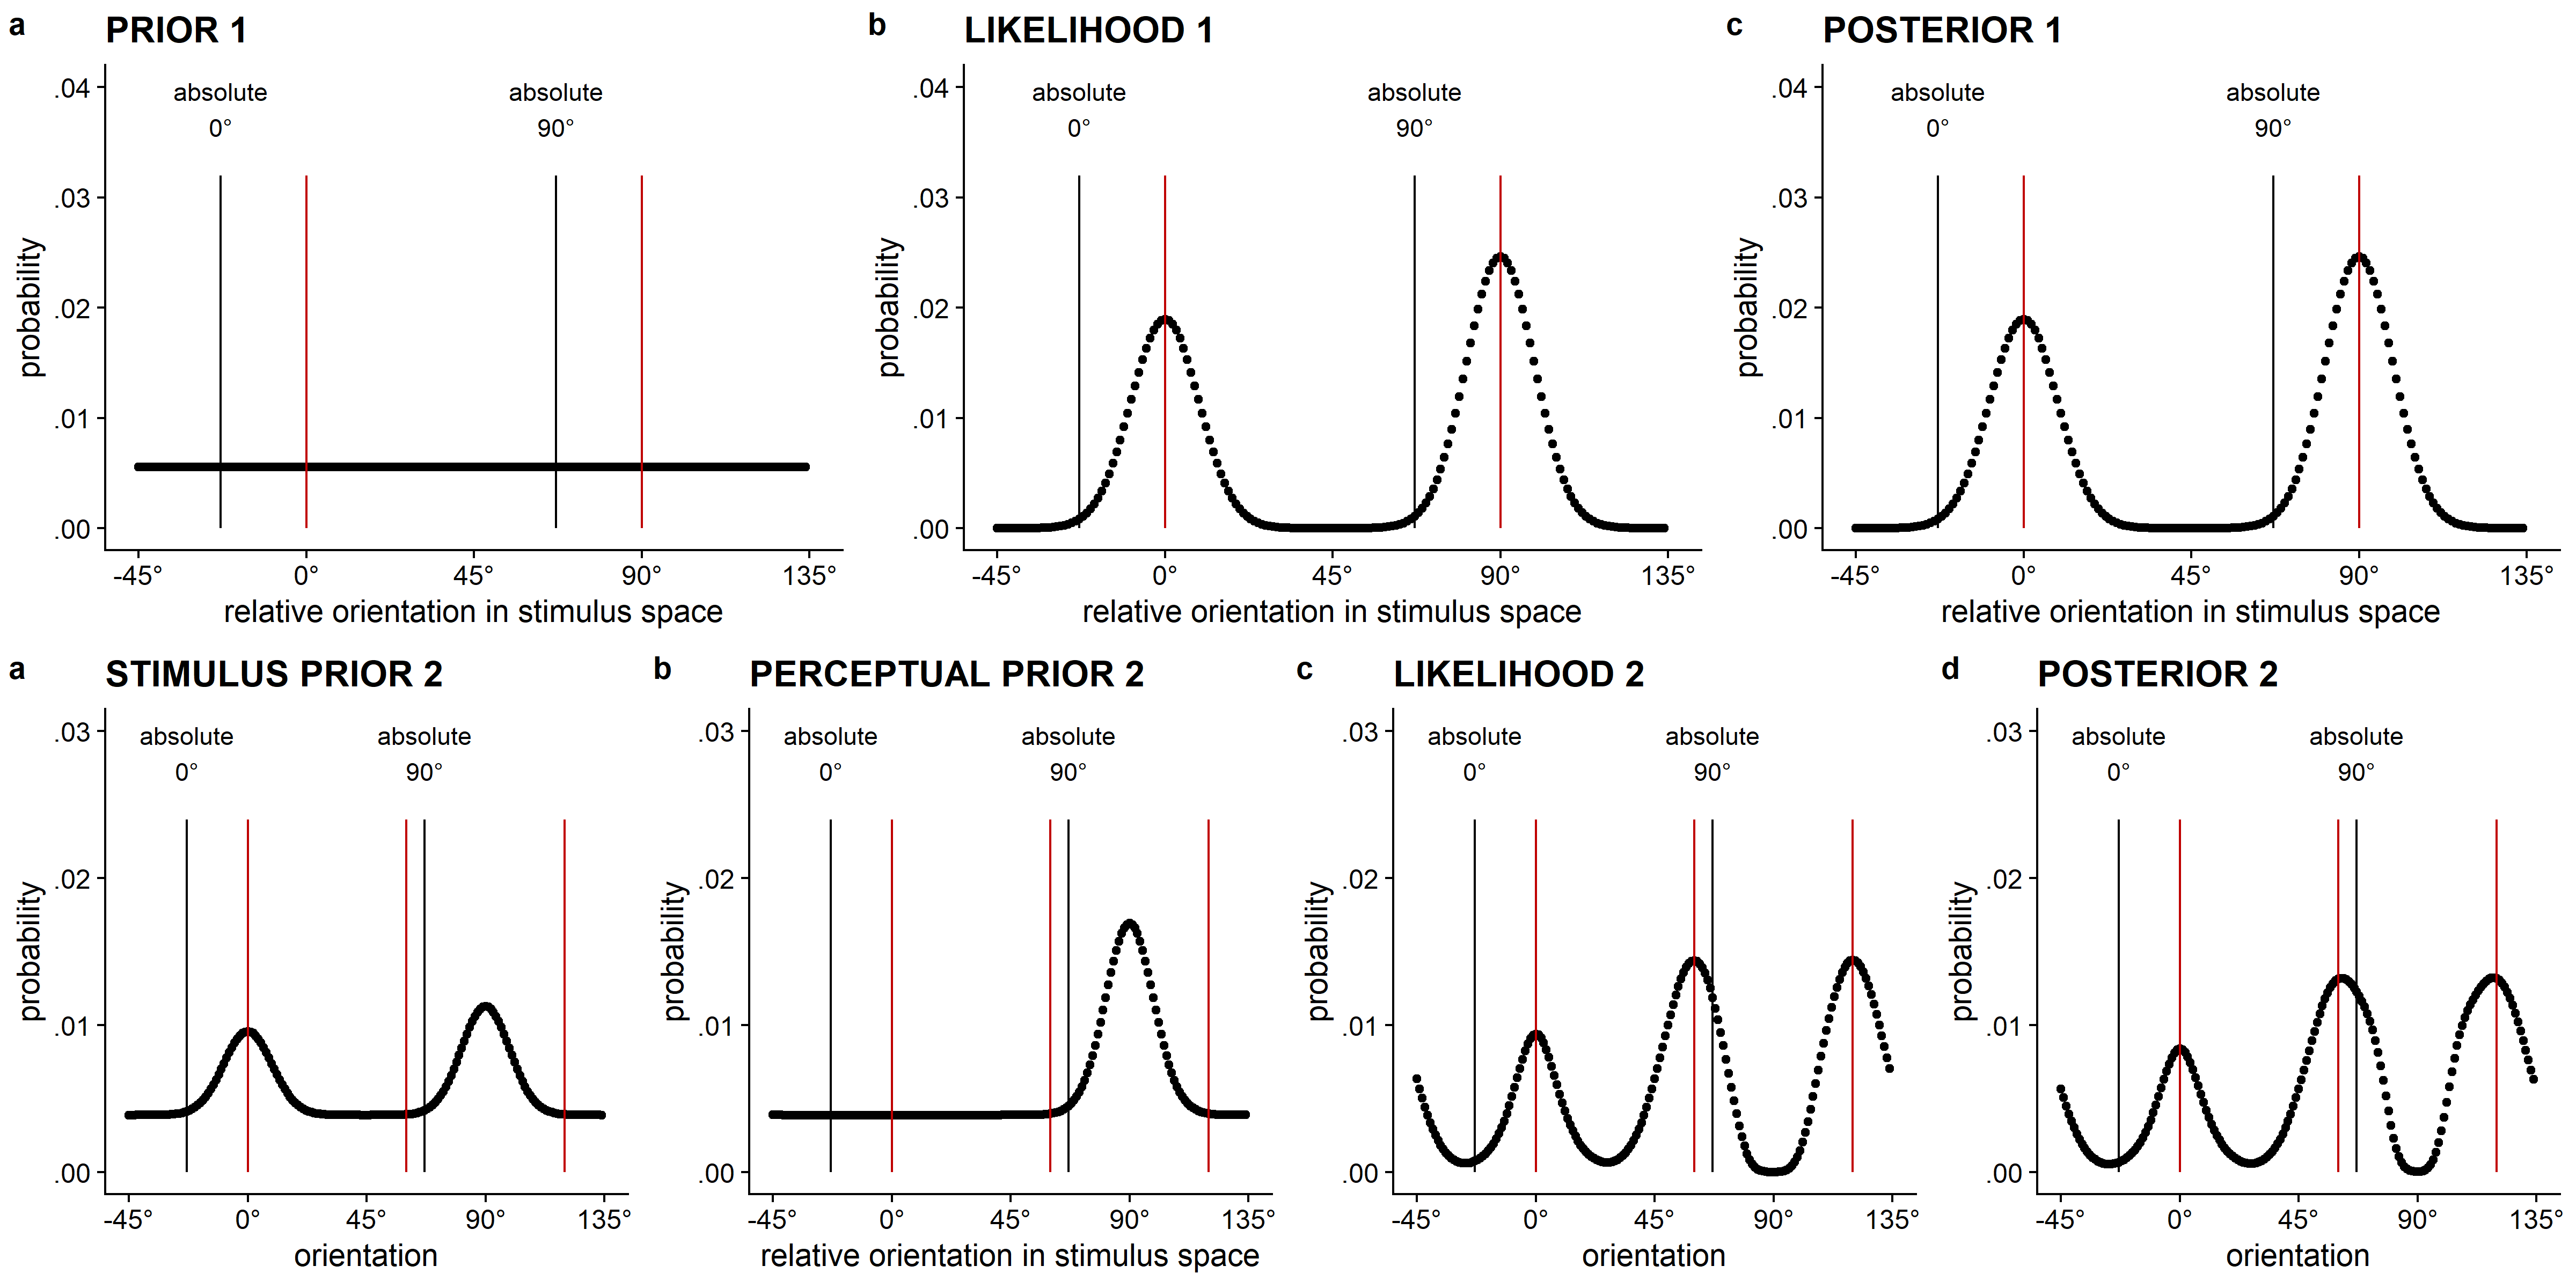 a PRIOR 1
absolute absolute
0° 90°
.04
.03
.02
.01
.00
probability
-45° 0° 45° 90° 135°
relative orientation in stimulus space
b LIKELIHOOD 1
absolute absolute
0° 90°
.04
.03
.02
.01
.00
probability
-45° 0° 45° 90° 135°
relative orientation in stimulus space
c POSTERIOR 1
absolute absolute
0° 90°
.04
.03
.02
.01
.00
probability
-45° 0° 45° 90° 135°
relative orientation in stimulus space
a STIMULUS PRIOR 2
absolute absolute
0° 90°
.03
.02
.01
.00
probability
-45° 0° 45° 90° 135°
orientation
b PERCEPTUAL PRIOR 2
absolute absolute
0° 90°
.03
.02
.01
.00
probability
-45° 0° 45° 90° 135°
relative orientation in stimulus space
c LIKELIHOOD 2
absolute absolute
0° 90°
.03
.02
.01
.00
probability
-45° 0° 45° 90° 135°
orientation
d POSTERIOR 2
absolute absolute
0° 90°
.03
.02
.01
.00
probability
-45° 0° 45° 90° 135°
orientation